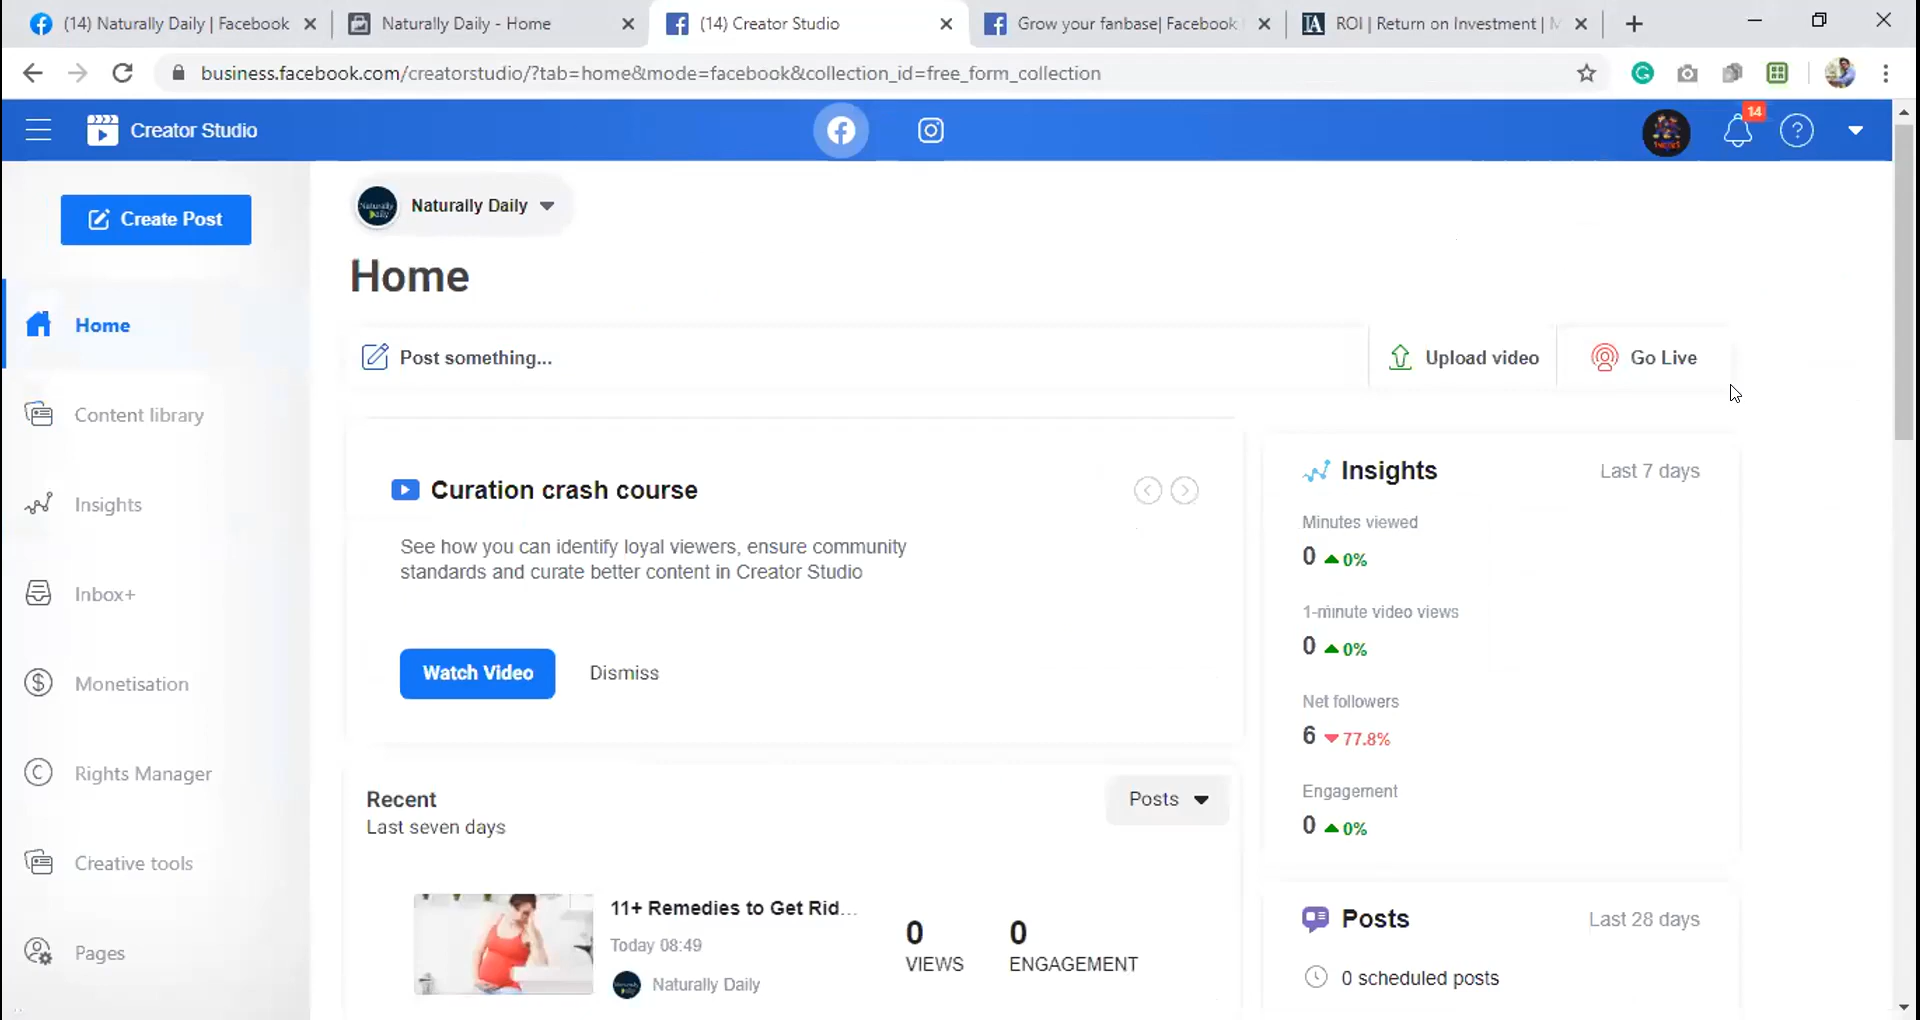 (14) Naturally Daily | Facebook
Naturally Daily - Home
(14) Creator Studio
Grow your fanbase| Facebook
ROI | Return on Investment |
business.facebook.com/creatorstudio/?tab=home&mode=facebook&collection_id=free_form_collection
Creator Studio
14
Create Post
Naturally Daily
Home
Home
Post something...
Upload video
Go Live
Content library
Insights
Inbox+
Monetisation
Rights Manager
Creative tools
Pages
Curation crash course
See how you can identify loyal viewers, ensure community
standards and curate better content in Creator Studio
Watch Video
Dismiss
Insights
Last 7 days
Minutes viewed
0 0%
1-minute video views
0 0%
Net followers
6 77.8%
Engagement
0 0%
Recent
Last seven days
Posts
11+ Remedies to Get Rid...
Today 08:49
Naturally Daily
0
VIEWS
0
ENGAGEMENT
Posts
Last 28 days
0 scheduled posts